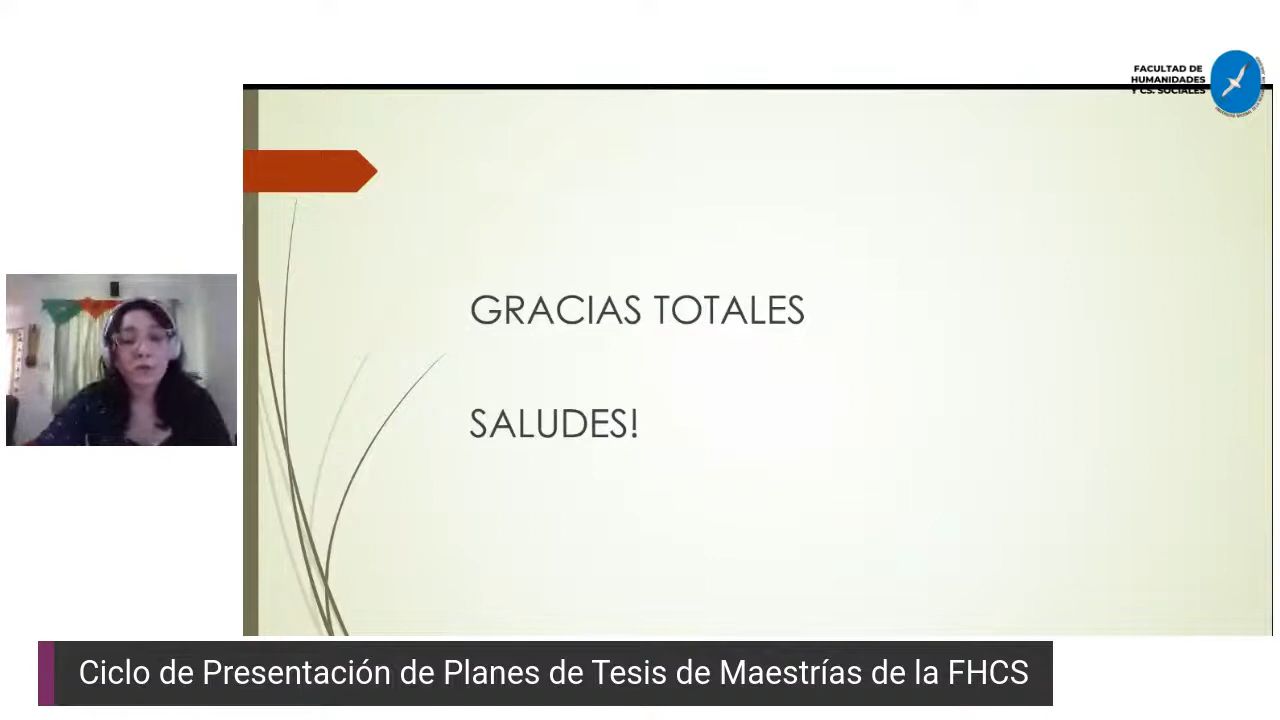 FACULTAD DE
HUMANIDADES
Y CS. SOCIALES
GRACIAS TOTALES
SALUDES!
Ciclo de Presentación de Planes de Tesis de Maestrías de la FHCS